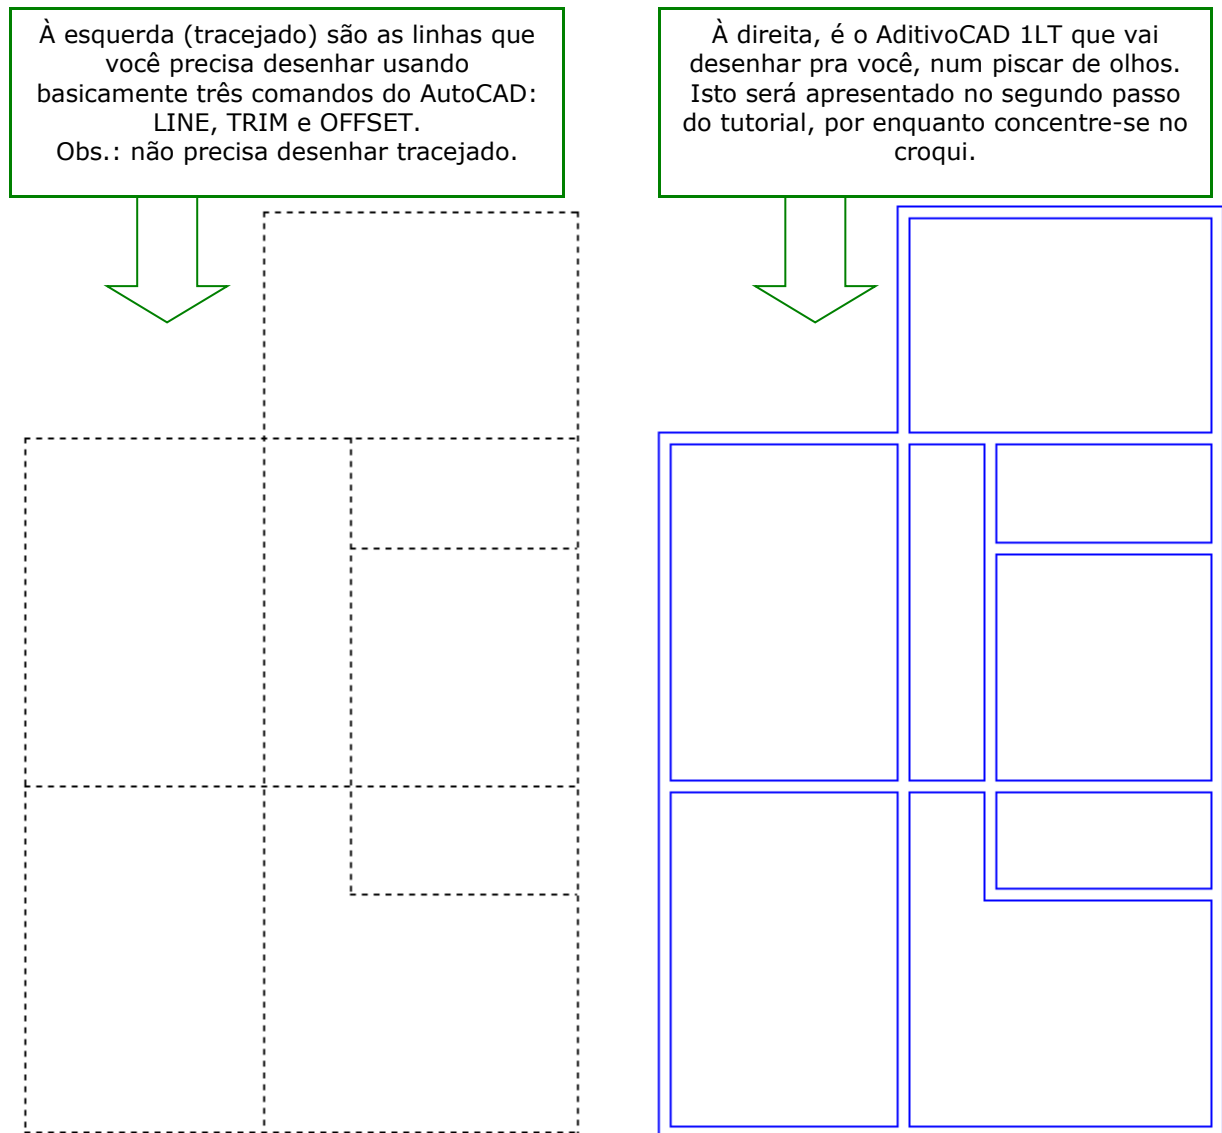 À esquerda (tracejado) são as linhas que
você precisa desenhar usando
basicamente três comandos do AutoCAD:
LINE, TRIM e OFFSET.
Obs.: não precisa desenhar tracejado.
À direita, é o AditivoCAD 1LT que vai
desenhar pra você, num piscar de olhos.
Isto será apresentado no segundo passo
do tutorial, por enquanto concentre-se no
croqui.